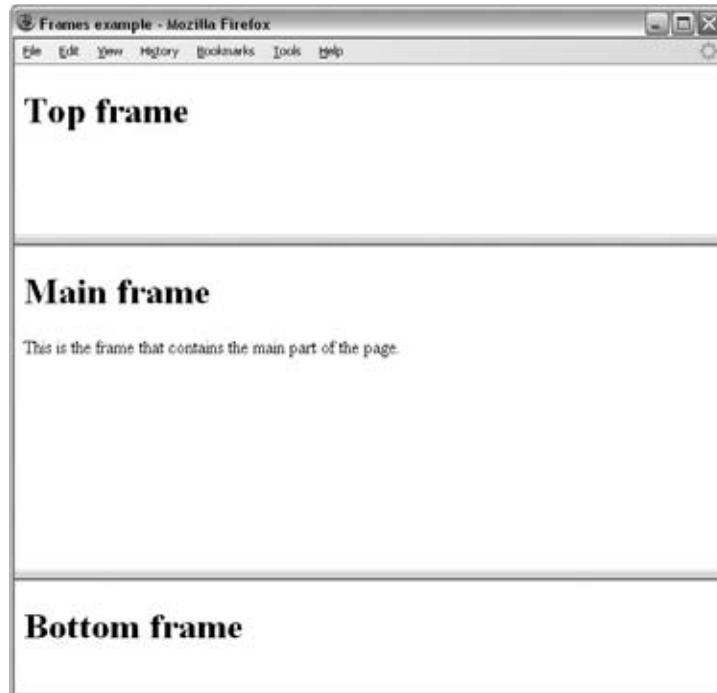 Frames example - Mozilla Firefox
File Edit View History Bookmarks Tools Help
Top frame
Main frame
This is the frame that contains the main part of the page.
Bottom frame